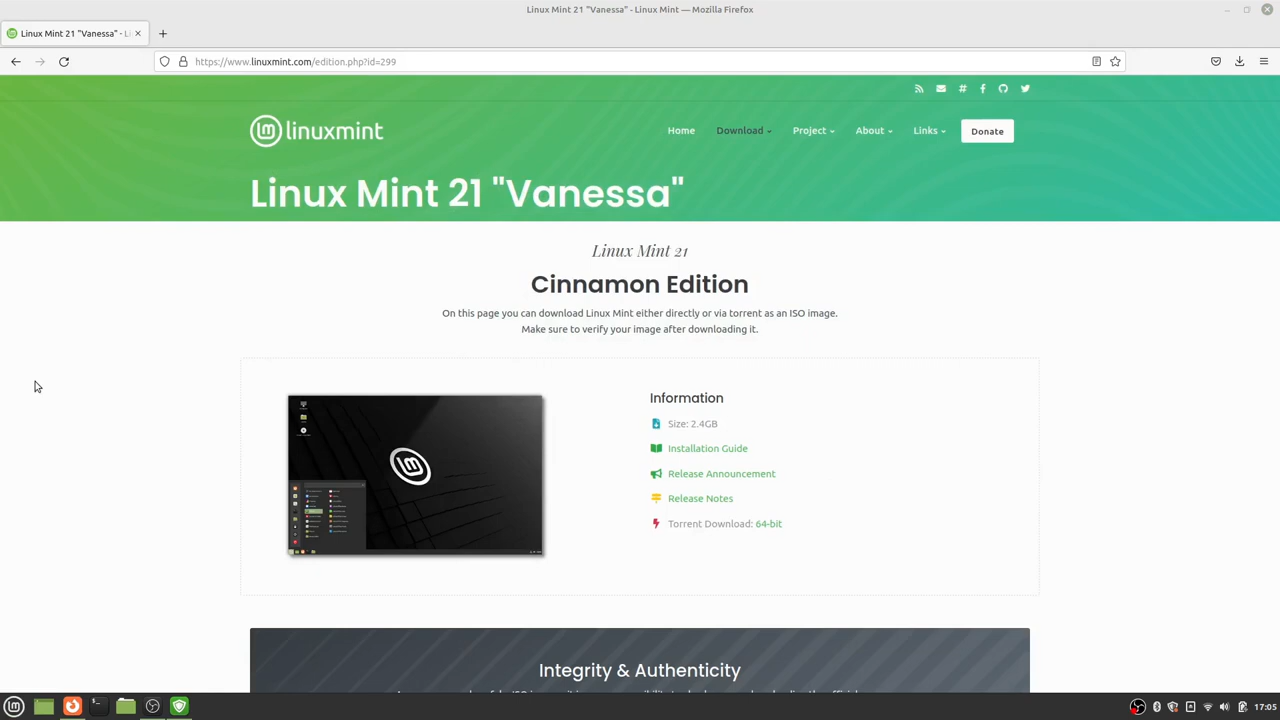 Linux Mint 21 "Vanessa" - Linux Mint — Mozilla Firefox
Linux Mint 21 "Vanessa" - Li
https://www.linuxmint.com/edition.php?id=299
linuxmint
Home
Download
Project
About
Links
Donate
Linux Mint 21 "Vanessa"
Linux Mint 21
Cinnamon Edition
On this page you can download Linux Mint either directly or via torrent as an ISO image.
Make sure to verify your image after downloading it.
Information
Size: 2.4GB
Installation Guide
Release Announcement
Release Notes
Torrent Download: 64-bit
Integrity & Authenticity
17:05